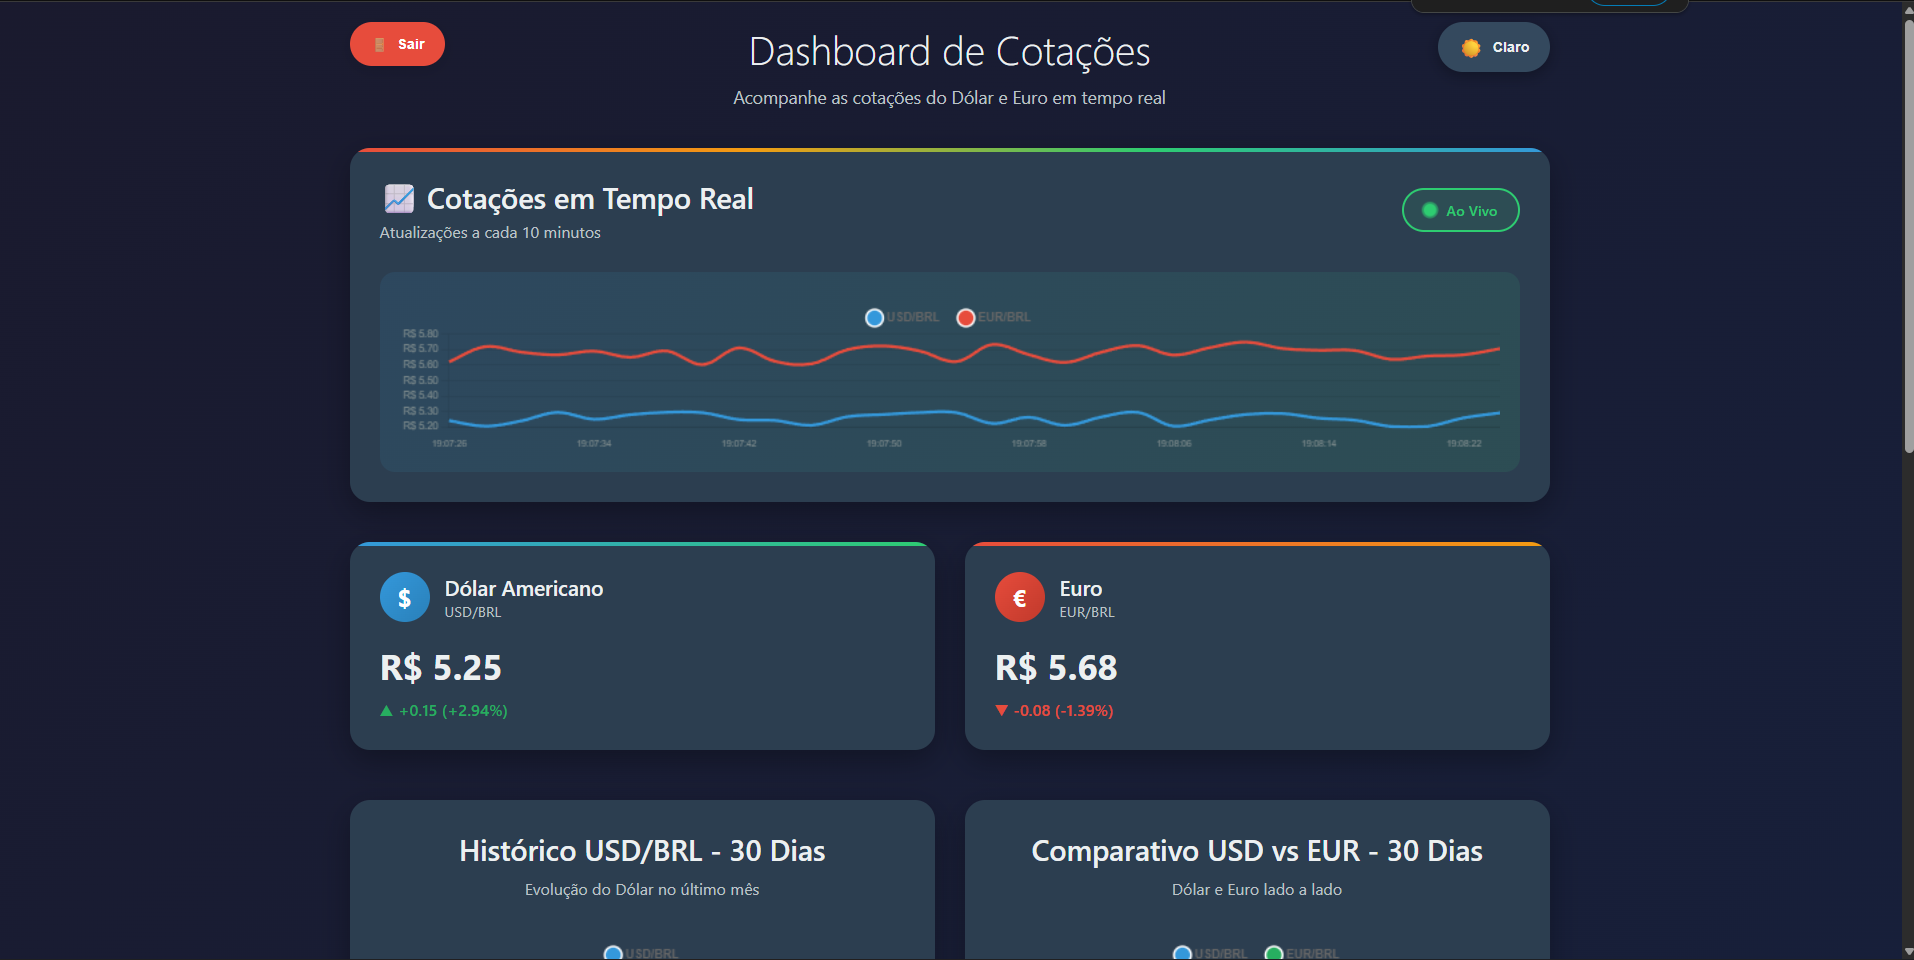 Sair
Dashboard de Cotações
Claro
Acompanhe as cotações do Dólar e Euro em tempo real
Cotações em Tempo Real
Atualizações a cada 10 minutos
Ao Vivo
USD/BRL EUR/BRL
R$ 5.80
R$ 5.70
R$ 5.60
R$ 5.50
R$ 5.40
R$ 5.30
R$ 5.20
19:07:26 19:07:34 19:07:42 19:07:50 19:07:58 19:08:06 19:08:14 19:08:22
$ Dólar Americano
USD/BRL
R$ 5.25
▲ +0.15 (+2.94%)
€ Euro
EUR/BRL
R$ 5.68
▼ -0.08 (-1.39%)
Histórico USD/BRL - 30 Dias
Evolução do Dólar no último mês
USD/BRL
Comparativo USD vs EUR - 30 Dias
Dólar e Euro lado a lado
USD/BRL EUR/BRL